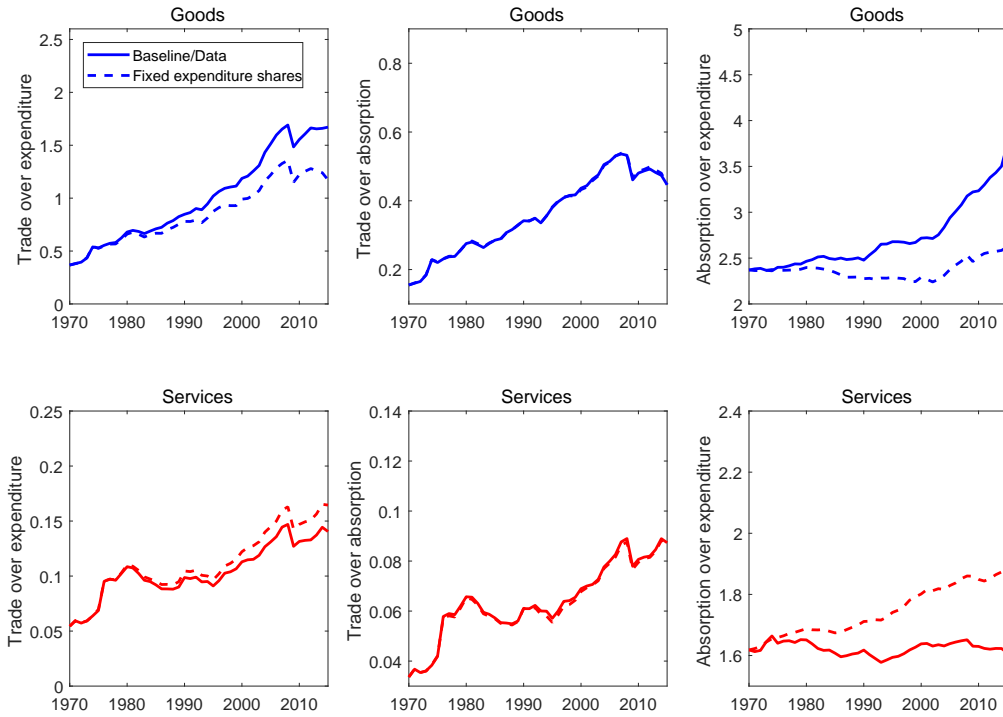 Goods
Trade over expenditure
2.5
2
1.5
1
0.5
0
1970 1980 1990 2000 2010
Baseline/Data
Fixed expenditure shares
Goods
Trade over absorption
0.8
0.6
0.4
0.2
1970 1980 1990 2000 2010
Goods
Absorption over expenditure
5
4.5
4
3.5
3
2.5
2
1970 1980 1990 2000 2010
Services
Trade over expenditure
0.25
0.2
0.15
0.1
0.05
0
1970 1980 1990 2000 2010
Services
Trade over absorption
0.14
0.12
0.1
0.08
0.06
0.04
1970 1980 1990 2000 2010
Services
Absorption over expenditure
2.4
2.2
2
1.8
1.6
1970 1980 1990 2000 2010